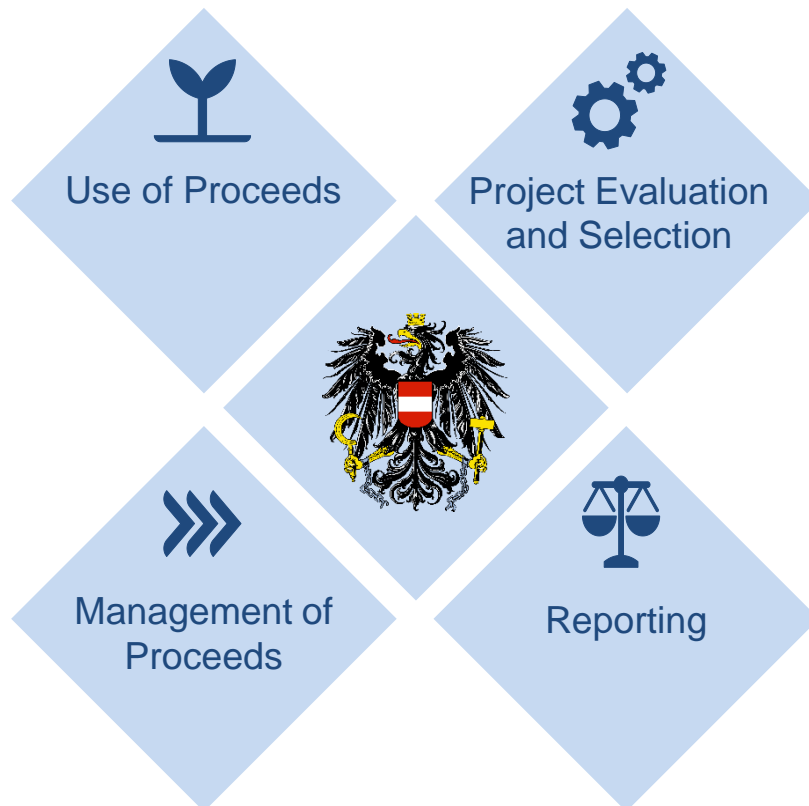 Use of Proceeds
Project Evaluation
and Selection
Management of
Proceeds
Reporting